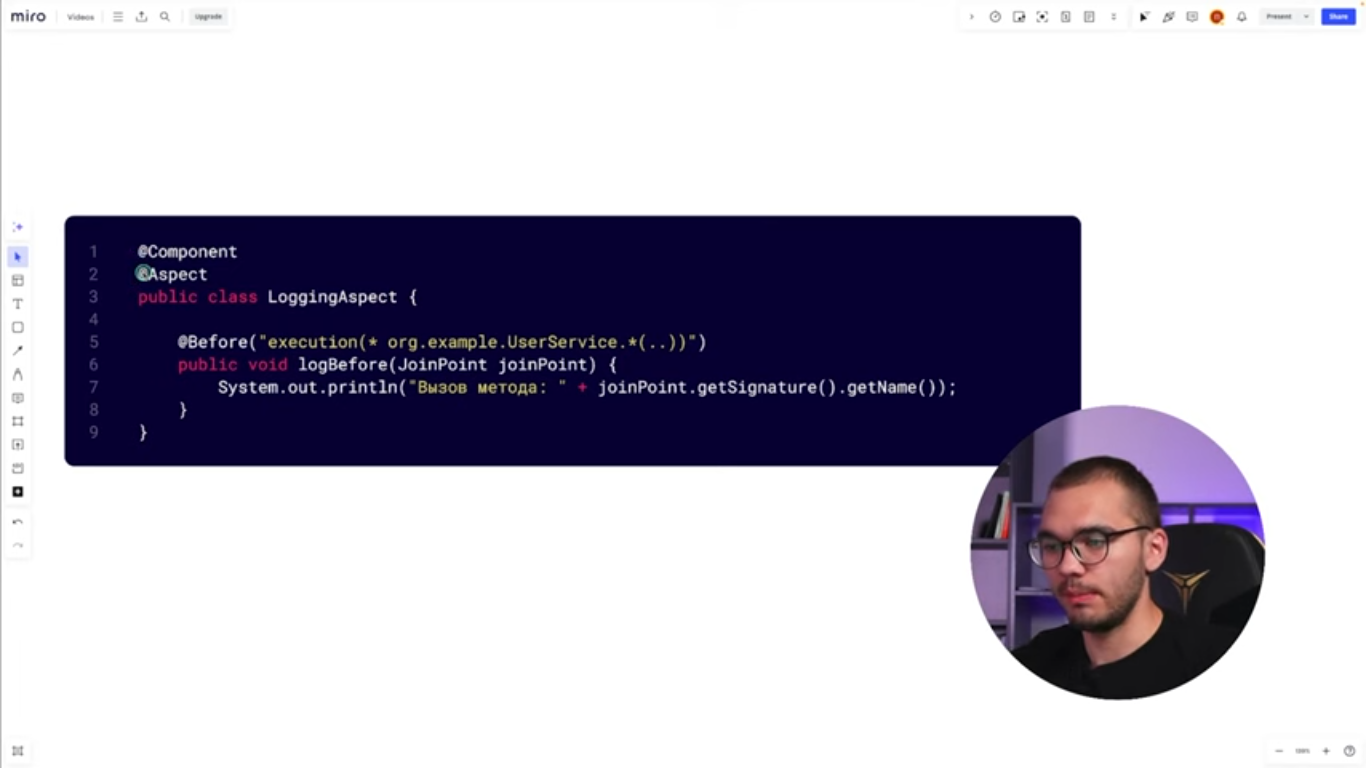 miro Videos Upgrade Present Share
1 @Component
2 @Aspect
3 public class LoggingAspect {
4
5 @Before("execution(* org.example.UserService.*(..))")
6 public void logBefore(JoinPoint joinPoint) {
7 System.out.println("Вызов метода: " + joinPoint.getSignature().getName());
8 }
9 }